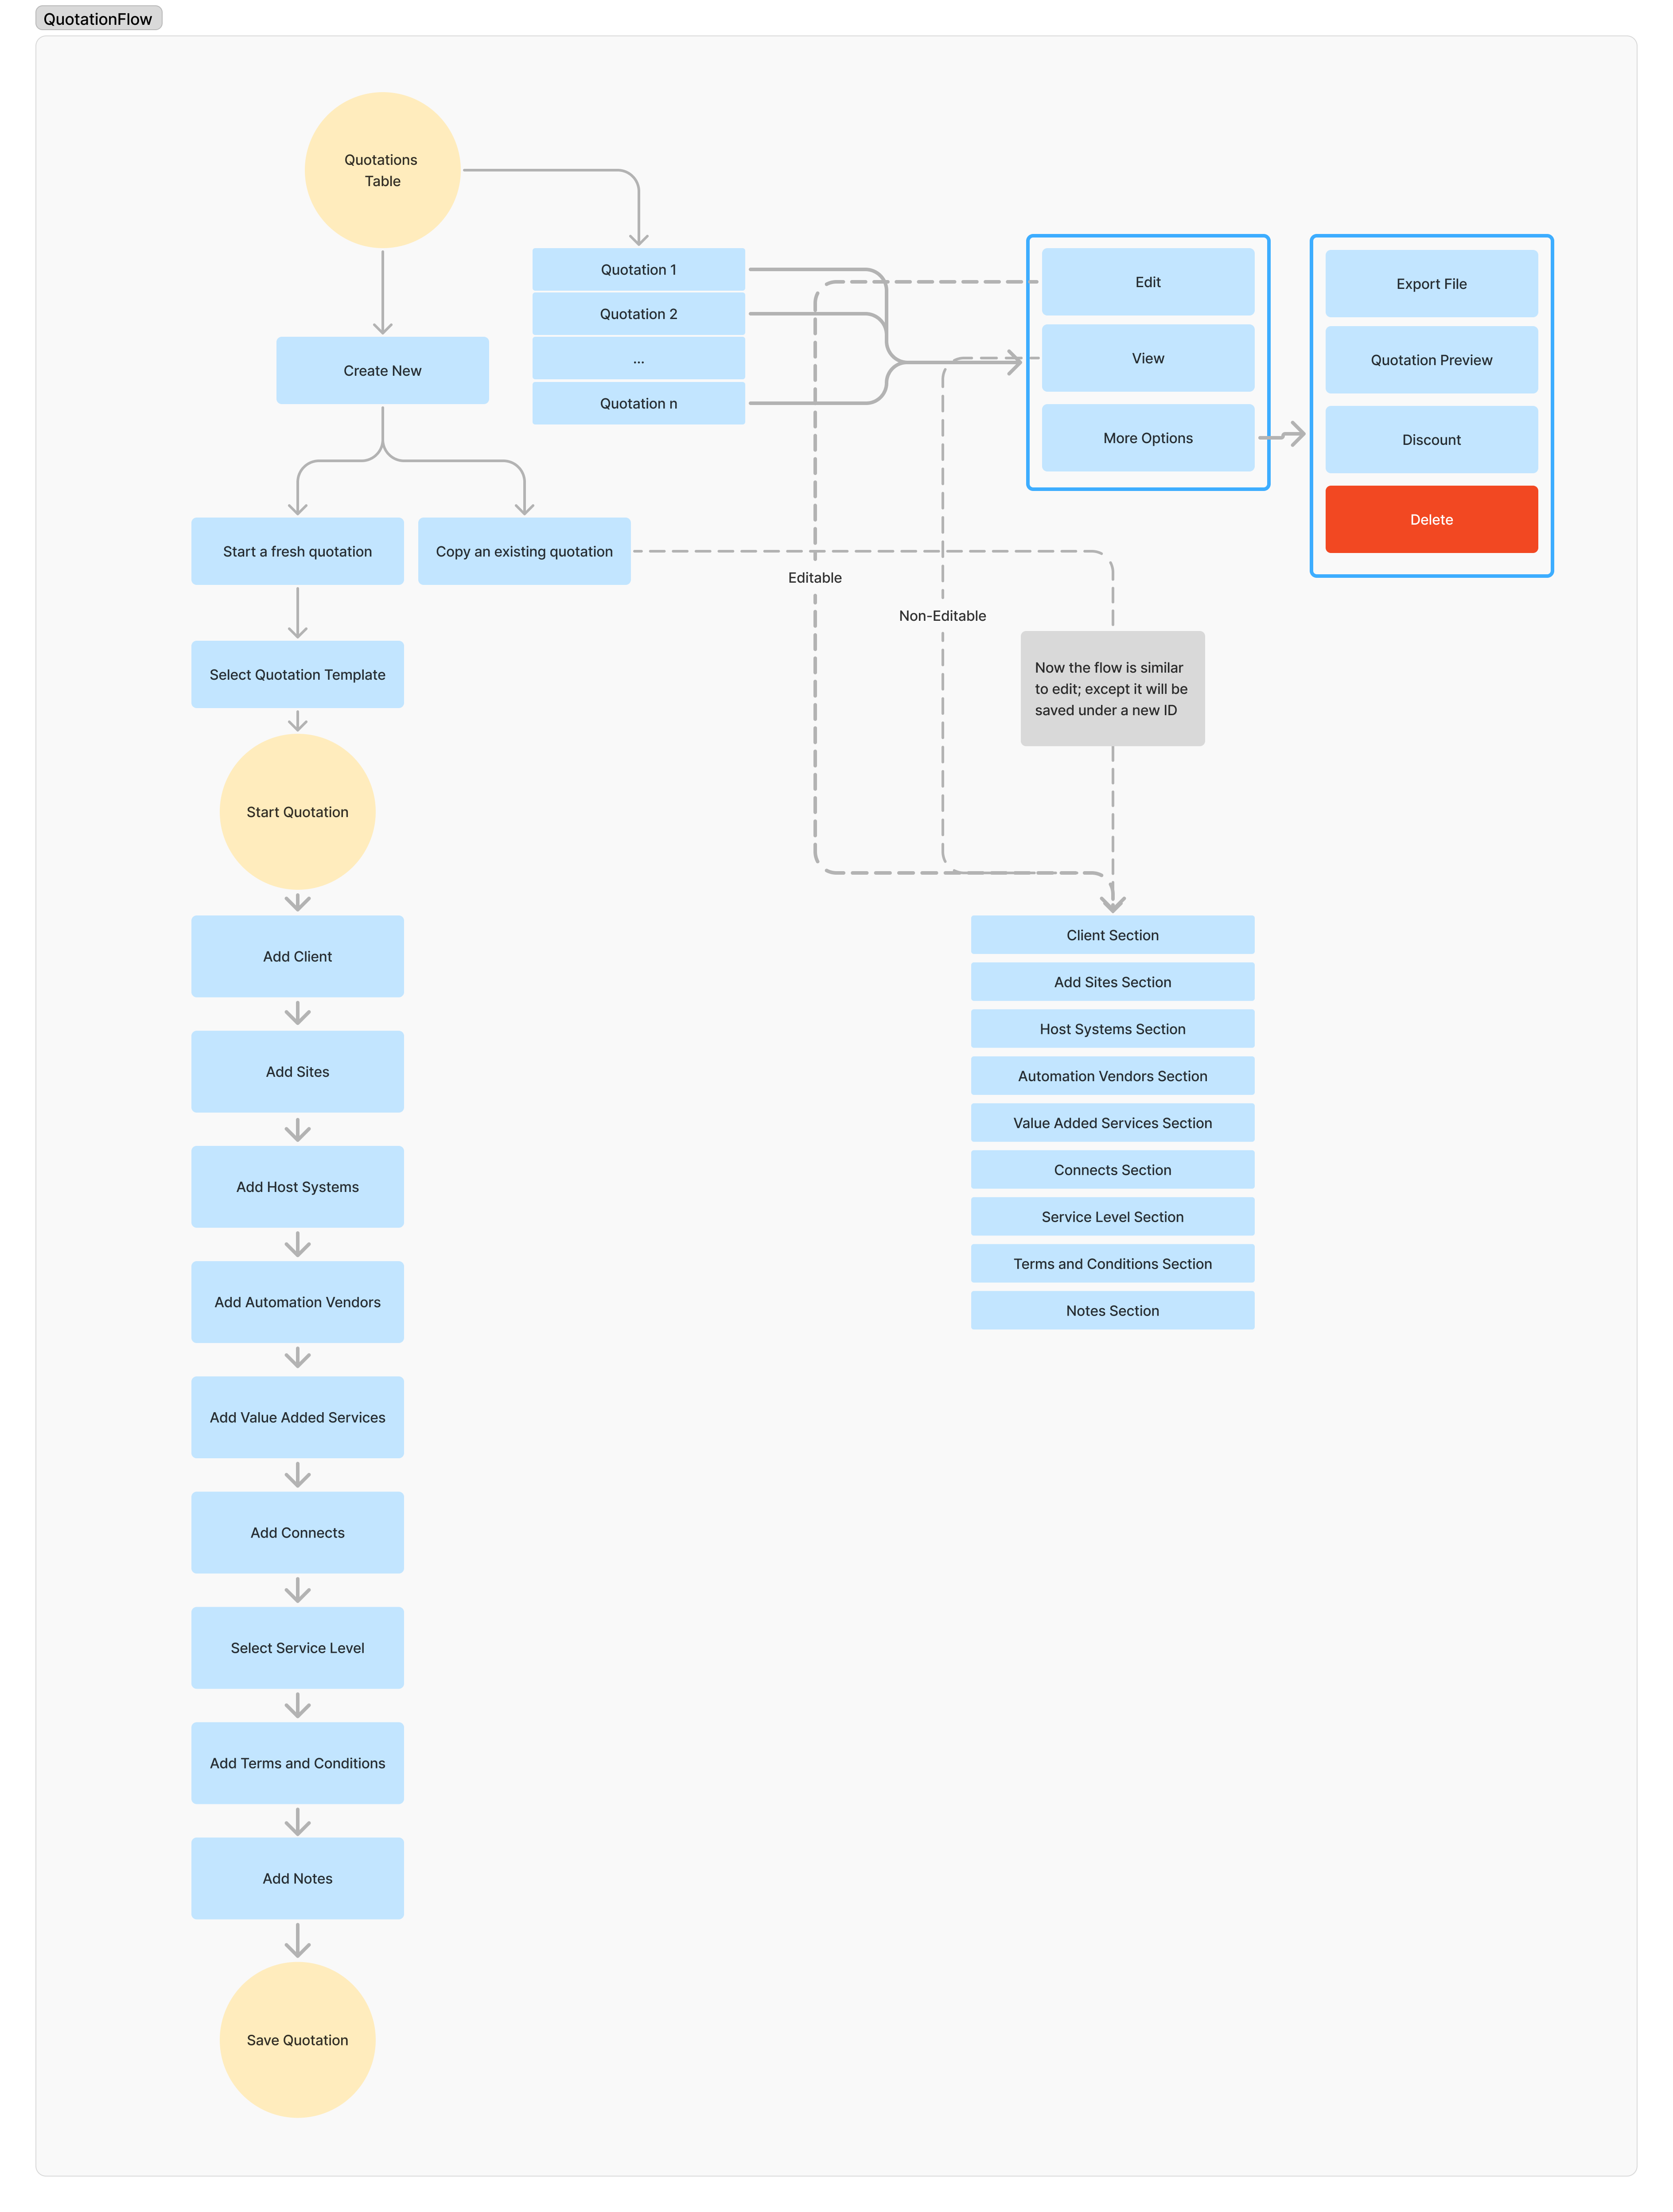 QuotationFlow
Quotations
Table
Create New
Quotation 1
Quotation 2
...
Quotation n
Edit
View
More Options
Export File
Quotation Preview
Discount
Delete
Start a fresh quotation
Copy an existing quotation
Editable
Non-Editable
Now the flow is similar
to edit; except it will be
saved under a new ID
Select Quotation Template
Start Quotation
Add Client
Add Sites
Add Host Systems
Add Automation Vendors
Add Value Added Services
Add Connects
Select Service Level
Add Terms and Conditions
Add Notes
Save Quotation
Client Section
Add Sites Section
Host Systems Section
Automation Vendors Section
Value Added Services Section
Connects Section
Service Level Section
Terms and Conditions Section
Notes Section